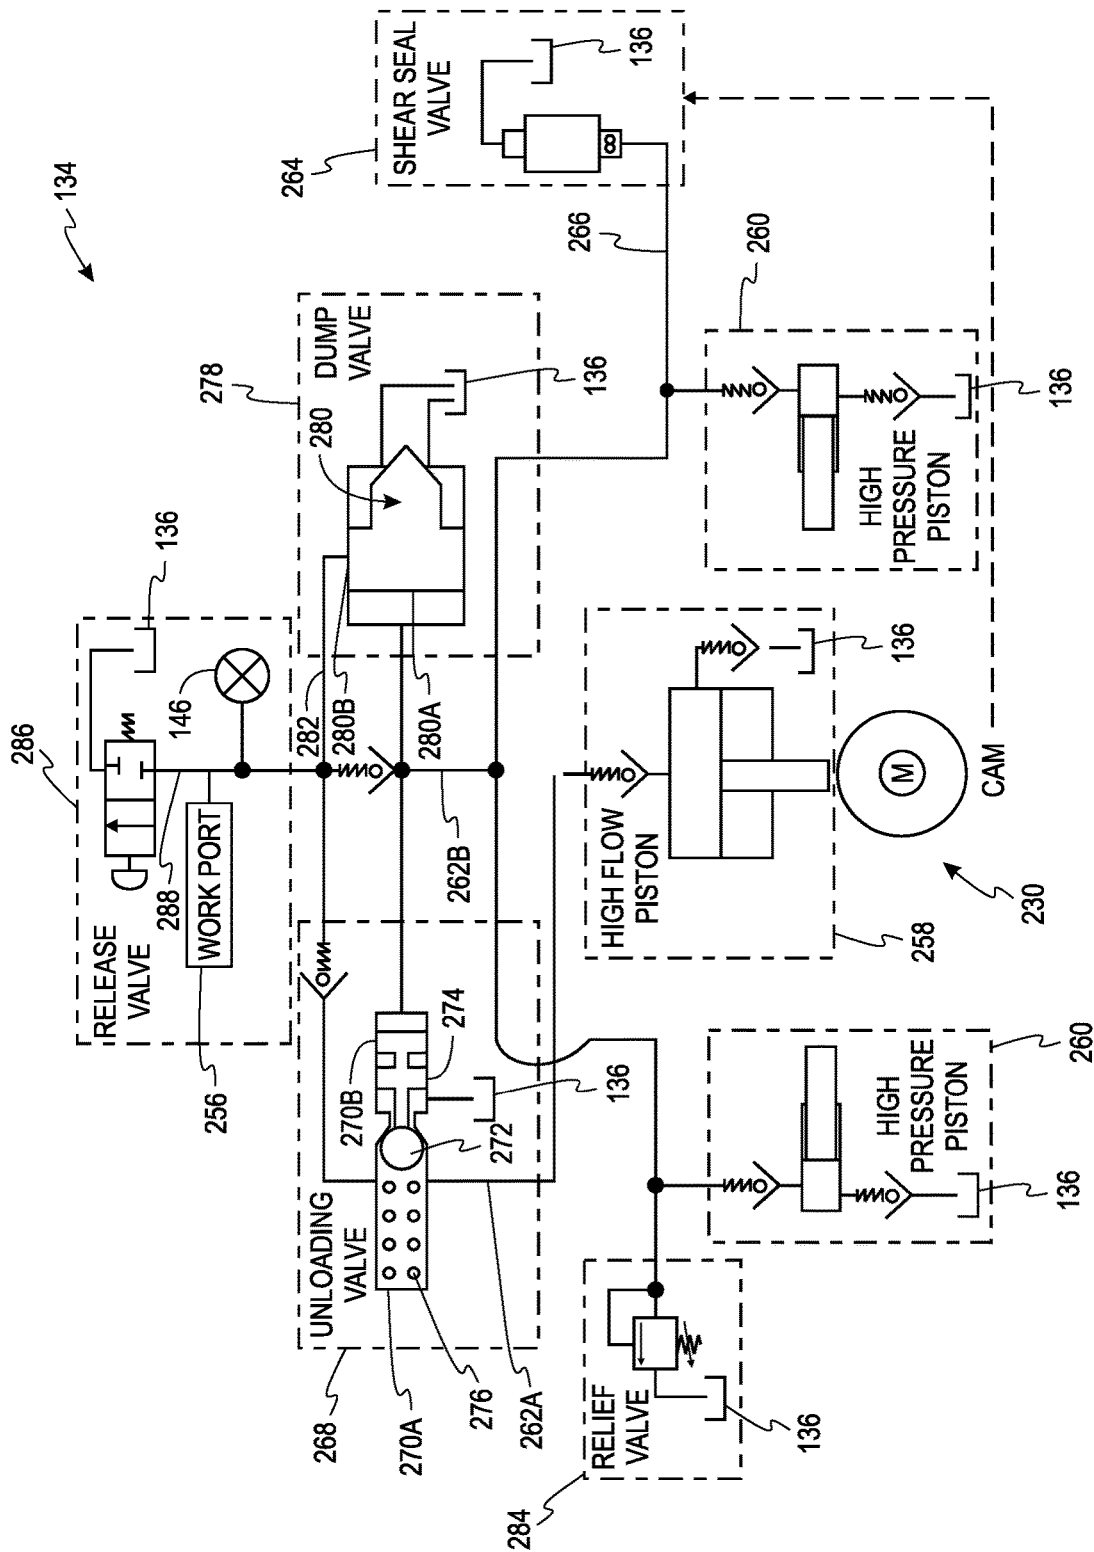 134
286
RELEASE
VALVE
136
146
288
WORK PORT
256
282
280B
280A
262B
278
DUMP
VALVE
280
136
264
SHEAR SEAL
VALVE
136
8
266
268
UNLOADING
VALVE
270A
276
270B
274
272
136
262A
258
HIGH FLOW
PISTON
136
M
CAM
230
260
HIGH
PRESSURE
PISTON
136
260
HIGH
PRESSURE
PISTON
136
284
RELIEF
VALVE
136